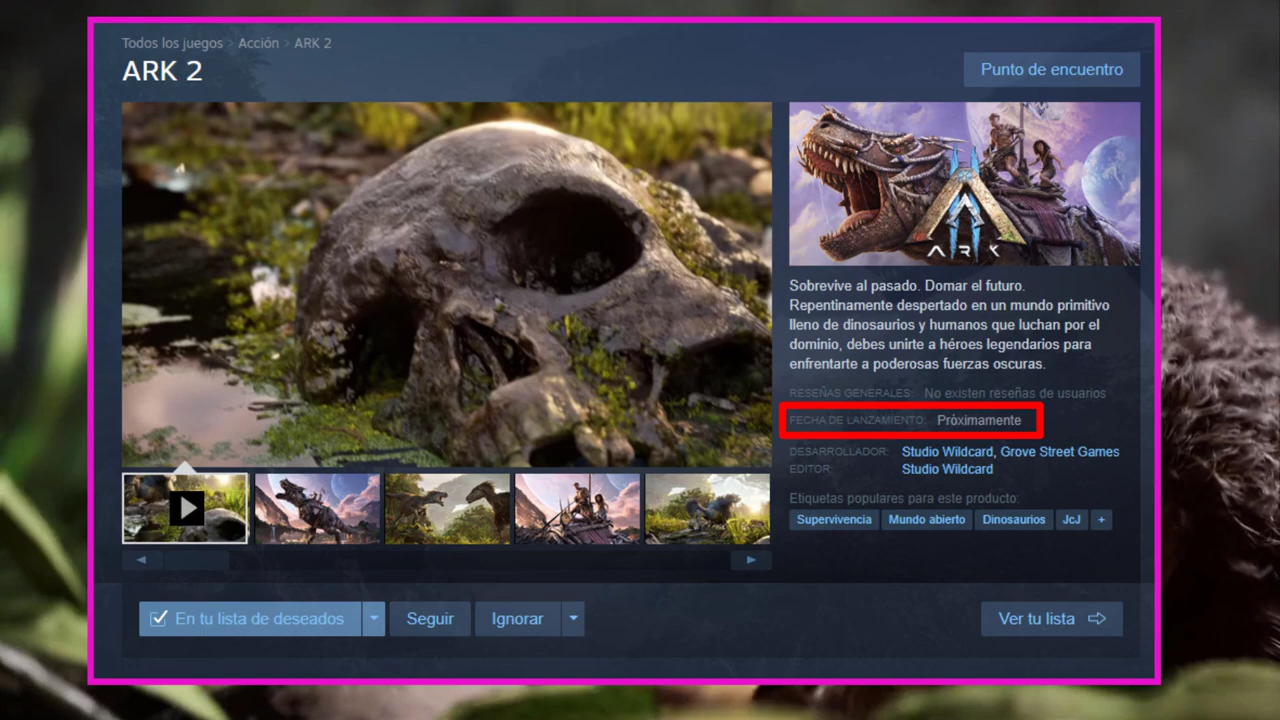 Todos los juegos > Acción > ARK 2
ARK 2
Punto de encuentro
ARK
Sobrevive al pasado. Domar el futuro.
Repentinamente despertado en un mundo primitivo
lleno de dinosaurios y humanos que luchan por el
dominio, debes unirte a héroes legendarios para
enfrentarte a poderosas fuerzas oscuras.
RESEÑAS GENERALES: No existen reseñas de usuarios
FECHA DE LANZAMIENTO: Próximamente
DESARROLLADOR: Studio Wildcard, Grove Street Games
EDITOR: Studio Wildcard
Etiquetas populares para este producto:
Supervivencia Mundo abierto Dinosaurios JcJ +
En tu lista de deseados Seguir Ignorar Ver tu lista